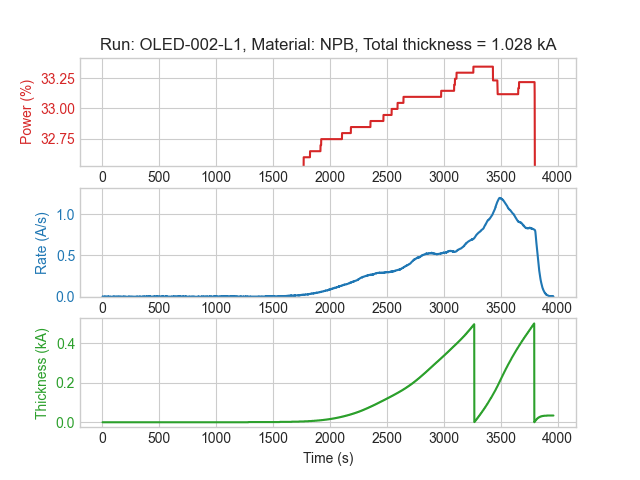 Run: OLED-002-L1, Material: NPB, Total thickness = 1.028 kA
Power (%)
33.25
33.00
32.75
0 500 1000 1500 2000 2500 3000 3500 4000
Rate (A/s)
1.0
0.5
0.0
0 500 1000 1500 2000 2500 3000 3500 4000
Thickness (kA)
0.4
0.2
0.0
0 500 1000 1500 2000 2500 3000 3500 4000
Time (s)